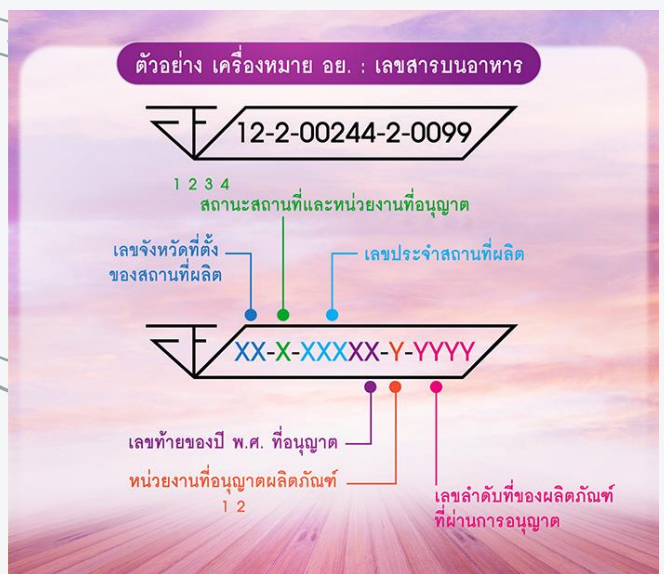 ตัวอย่าง เครื่องหมาย อย. : เลขสารบนอาหาร
12-2-00244-2-0099
1 2 3 4
สถานะสถานที่และหน่วยงานที่อนุญาต
เลขจังหวัดที่ตั้ง
ของสถานที่ผลิต
เลขประจำสถานที่ผลิต
XX-X-XXXXX-Y-YYYY
เลขท้ายของปี พ.ศ. ที่อนุญาต
หน่วยงานที่อนุญาตผลิตภัณฑ์
1 2
เลขลำดับที่ของผลิตภัณฑ์
ที่ผ่านการอนุญาต